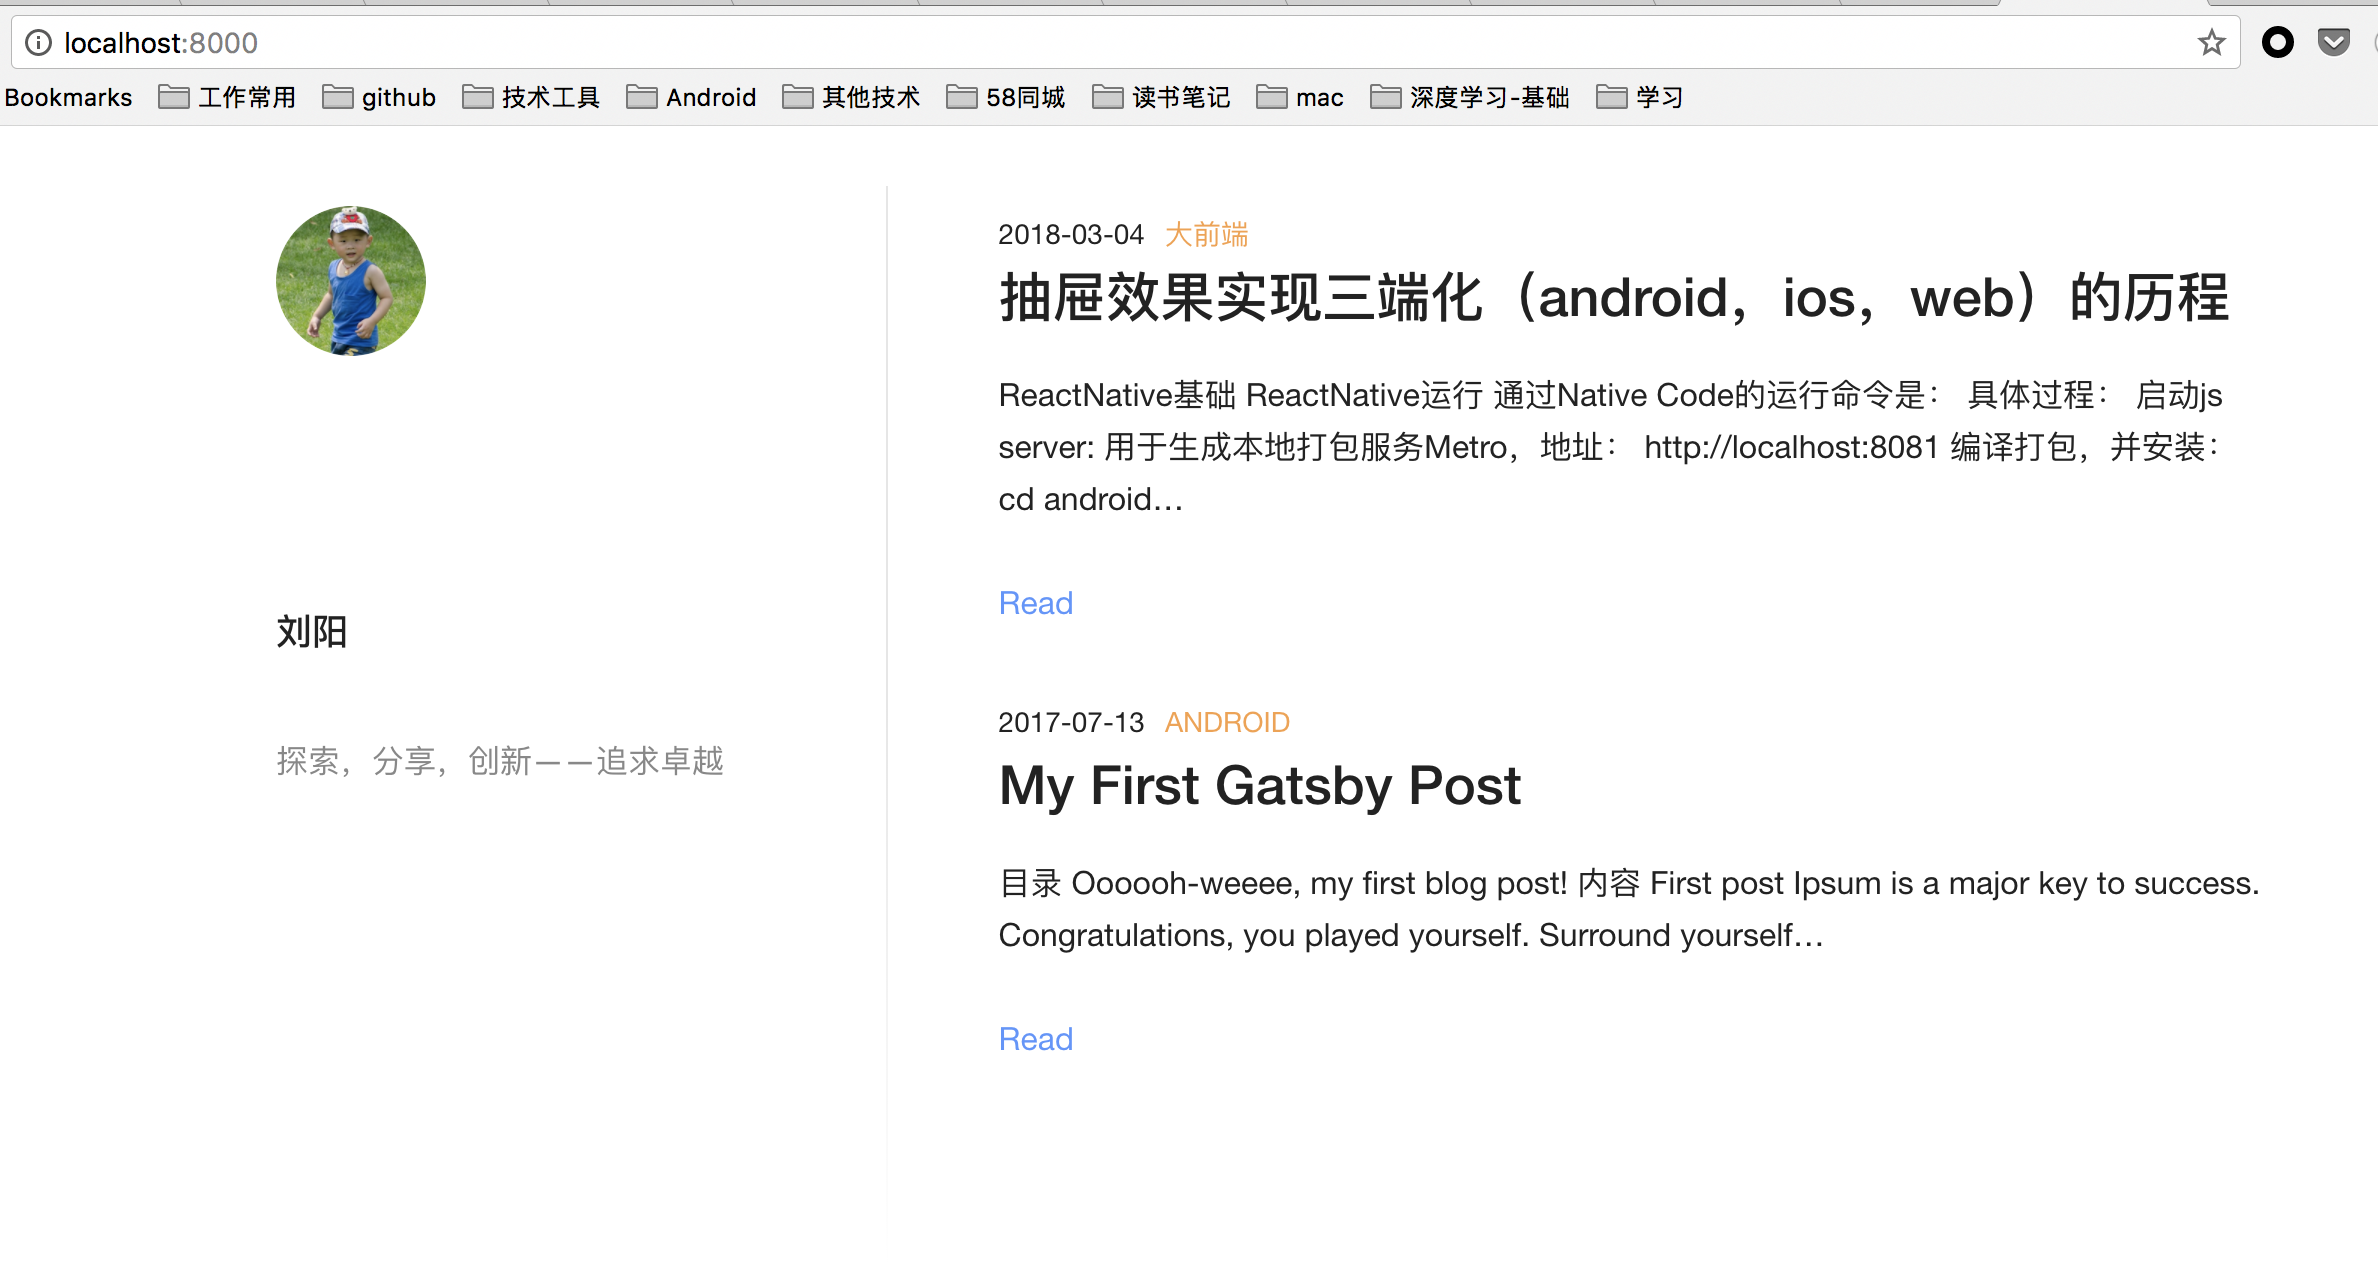 localhost:8000
Bookmarks 工作常用 github 技术工具 Android 其他技术 58同城 读书笔记 mac 深度学习-基础 学习
刘阳
探索，分享，创新——追求卓越
2018-03-04 大前端
抽屉效果实现三端化（android，ios，web）的历程
ReactNative基础 ReactNative运行 通过Native Code的运行命令是： 具体过程： 启动js
server: 用于生成本地打包服务Metro，地址： http://localhost:8081 编译打包，并安装：
cd android…
Read
2017-07-13 ANDROID
My First Gatsby Post
目录 Oooooh-weeee, my first blog post! 内容 First post Ipsum is a major key to success.
Congratulations, you played yourself. Surround yourself…
Read